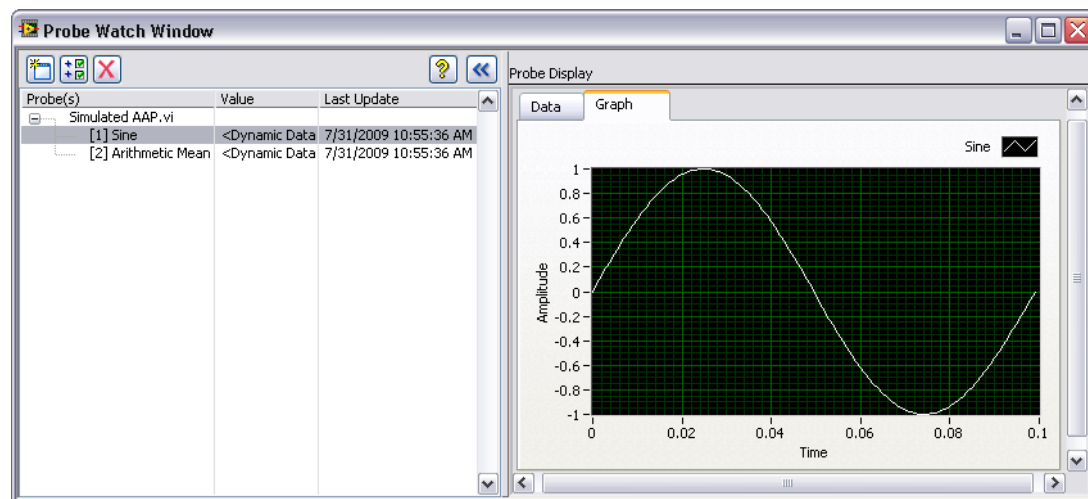 Probe Watch Window
Probe(s) Value Last Update
Simulated AAP.vi
[1] Sine <Dynamic Data 7/31/2009 10:55:36 AM
[2] Arithmetic Mean <Dynamic Data 7/31/2009 10:55:36 AM
Probe Display
Data Graph
Sine
Amplitude
1
0.8
0.6
0.4
0.2
0
-0.2
-0.4
-0.6
-0.8
-1
0 0.02 0.04 0.06 0.08 0.1
Time